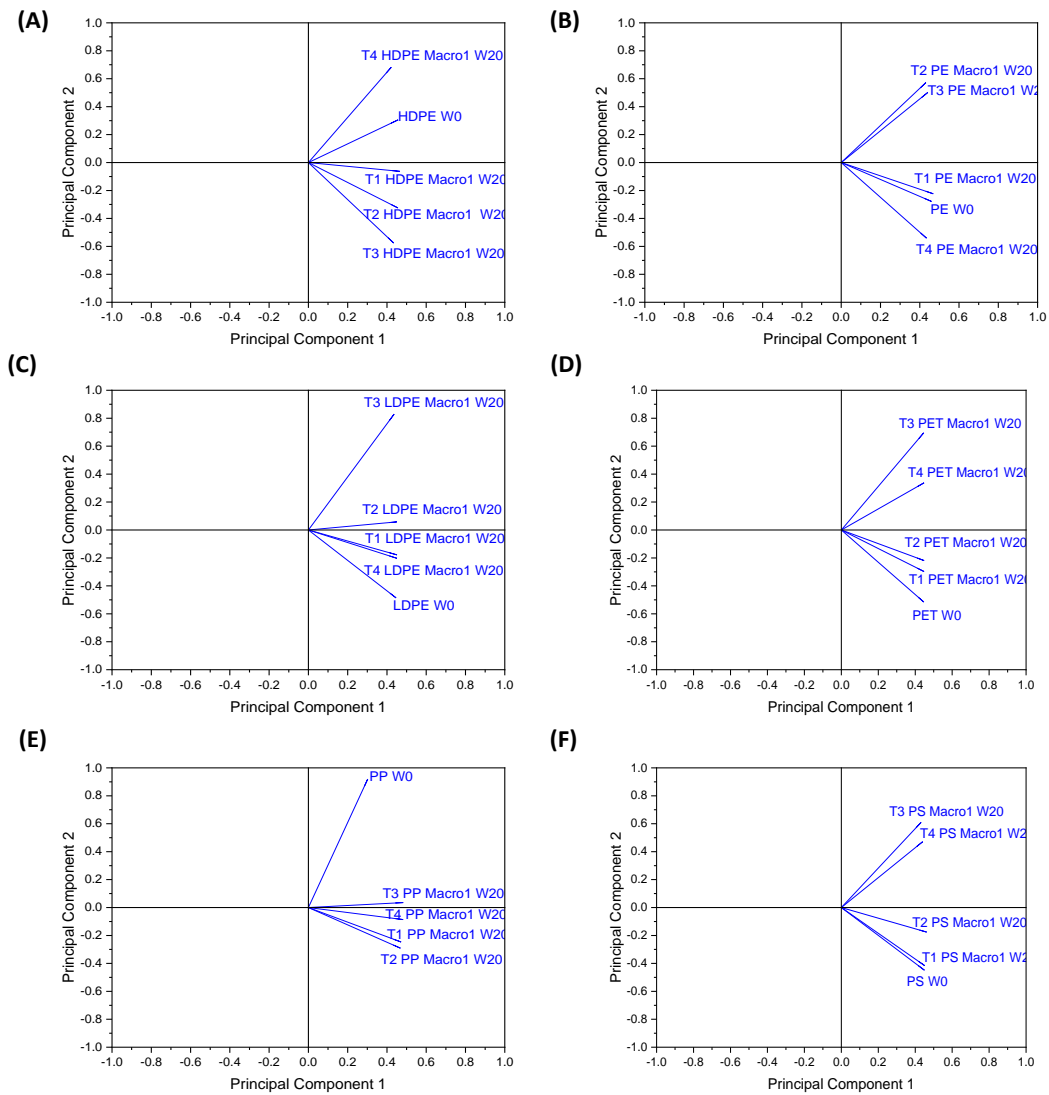 (A)
1.0
0.8
0.6
0.4
0.2
0.0
-0.2
-0.4
-0.6
-0.8
-1.0
Principal Component 2
T4 HDPE Macro1 W20
HDPE W0
T1 HDPE Macro1 W20
T2 HDPE Macro1 W20
T3 HDPE Macro1 W20
-1.0 -0.8 -0.6 -0.4 -0.2 0.0 0.2 0.4 0.6 0.8 1.0
Principal Component 1
(B)
1.0
0.8
0.6
0.4
0.2
0.0
-0.2
-0.4
-0.6
-0.8
-1.0
Principal Component 2
T2 PE Macro1 W20
T3 PE Macro1 W2
T1 PE Macro1 W20
PE W0
T4 PE Macro1 W20
-1.0 -0.8 -0.6 -0.4 -0.2 0.0 0.2 0.4 0.6 0.8 1.0
Principal Component 1
(C)
1.0
0.8
0.6
0.4
0.2
0.0
-0.2
-0.4
-0.6
-0.8
-1.0
Principal Component 2
T3 LDPE Macro1 W20
T2 LDPE Macro1 W20
T1 LDPE Macro1 W20
T4 LDPE Macro1 W20
LDPE W0
-1.0 -0.8 -0.6 -0.4 -0.2 0.0 0.2 0.4 0.6 0.8 1.0
Principal Component 1
(D)
1.0
0.8
0.6
0.4
0.2
0.0
-0.2
-0.4
-0.6
-0.8
-1.0
Principal Component 2
T3 PET Macro1 W20
T4 PET Macro1 W20
T2 PET Macro1 W20
T1 PET Macro1 W20
PET W0
-1.0 -0.8 -0.6 -0.4 -0.2 0.0 0.2 0.4 0.6 0.8 1.0
Principal Component 1
(E)
1.0
0.8
0.6
0.4
0.2
0.0
-0.2
-0.4
-0.6
-0.8
-1.0
Principal Component 2
PP W0
T3 PP Macro1 W20
T4 PP Macro1 W20
T1 PP Macro1 W20
T2 PP Macro1 W20
-1.0 -0.8 -0.6 -0.4 -0.2 0.0 0.2 0.4 0.6 0.8 1.0
Principal Component 1
(F)
1.0
0.8
0.6
0.4
0.2
0.0
-0.2
-0.4
-0.6
-0.8
-1.0
Principal Component 2
T3 PS Macro1 W20
T4 PS Macro1 W2
T2 PS Macro1 W20
T1 PS Macro1 W2
PS W0
-1.0 -0.8 -0.6 -0.4 -0.2 0.0 0.2 0.4 0.6 0.8 1.0
Principal Component 1